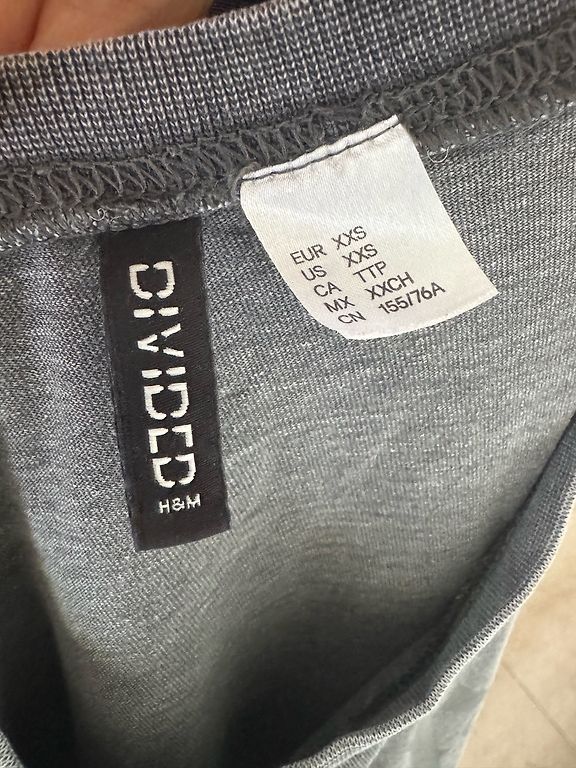 DIVIDED
H&M
EUR XXS
US XXS
CA TTP
MX XXCH
CN 155/76A